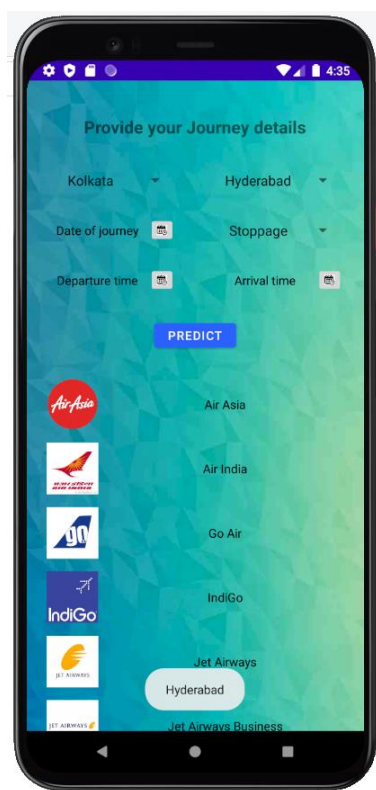 4:35
Provide your Journey details
Kolkata Hyderabad
Date of journey Stoppage
Departure time Arrival time
PREDICT
AirAsia Air Asia
Air India
GO Go Air
IndiGo IndiGo
JET AIRWAYS Jet Airways
Hyderabad
JET AIRWAYS Jet Airways Business